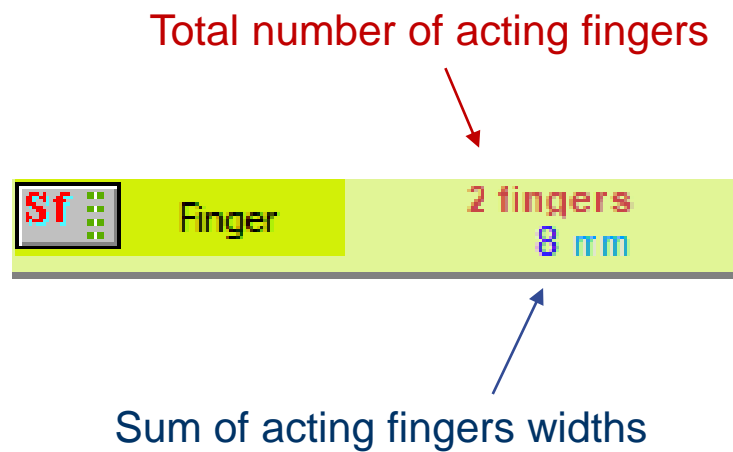 Total number of acting fingers
Sf Finger 2 fingers
8 mm
Sum of acting fingers widths